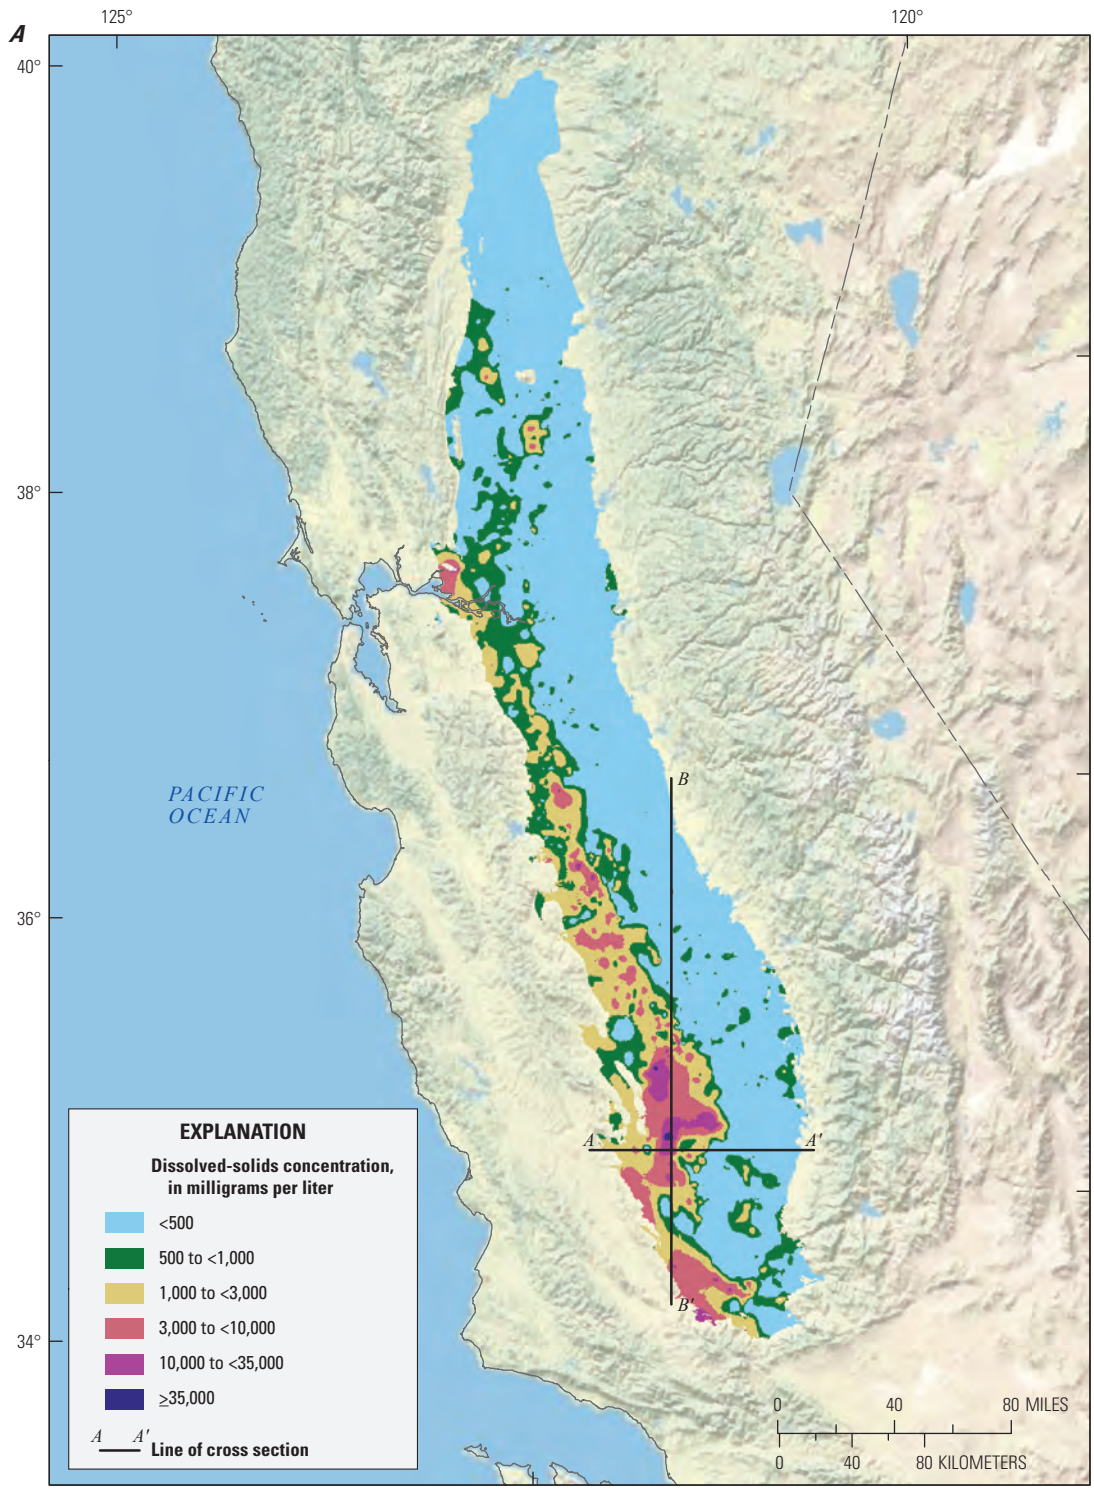 A
125°
120°
40°
38°
36°
34°
PACIFIC
OCEAN
B
A
A'
B'
EXPLANATION
Dissolved-solids concentration,
in milligrams per liter
<500
500 to <1,000
1,000 to <3,000
3,000 to <10,000
10,000 to <35,000
≥35,000
A A' Line of cross section
0 40 80 MILES
0 40 80 KILOMETERS